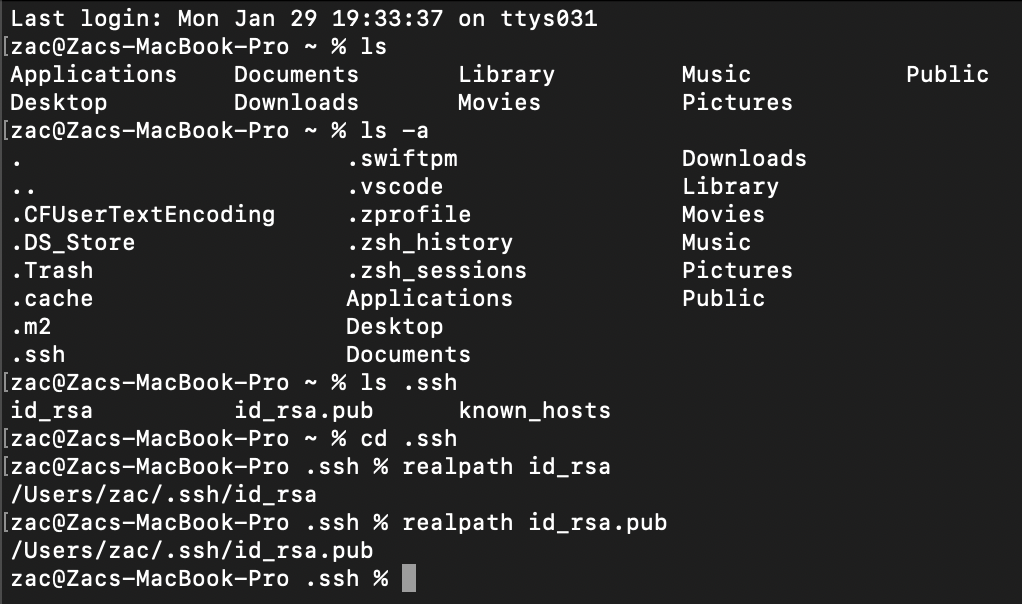 Last login: Mon Jan 29 19:33:37 on ttys031
[zac@Zacs-MacBook-Pro ~ % ls
Applications Documents Library Music Public
Desktop Downloads Movies Pictures
[zac@Zacs-MacBook-Pro ~ % ls -a
. .swiftpm Downloads
.. .vscode Library
.CFUserTextEncoding .zprofile Movies
.DS_Store .zsh_history Music
.Trash .zsh_sessions Pictures
.cache Applications Public
.m2 Desktop
.ssh Documents
[zac@Zacs-MacBook-Pro ~ % ls .ssh
id_rsa id_rsa.pub known_hosts
[zac@Zacs-MacBook-Pro ~ % cd .ssh
[zac@Zacs-MacBook-Pro .ssh % realpath id_rsa
/Users/zac/.ssh/id_rsa
[zac@Zacs-MacBook-Pro .ssh % realpath id_rsa.pub
/Users/zac/.ssh/id_rsa.pub
zac@Zacs-MacBook-Pro .ssh %